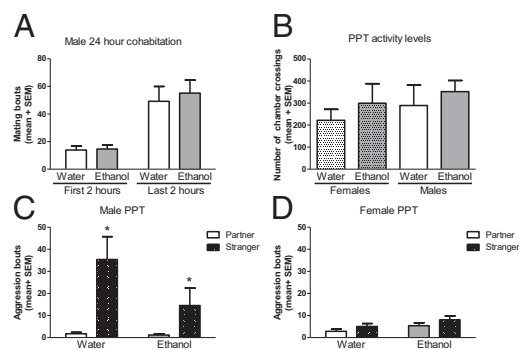 A
Male 24 hour cohabitation
Mating bouts
(mean + SEM)
60
40
20
0
Water Ethanol Water Ethanol
First 2 hours Last 2 hours
B
PPT activity levels
Number of chamber crossings
(mean + SEM)
500
400
300
200
100
0
Water Ethanol Water Ethanol
Females Males
C
Male PPT
Aggression bouts
(mean+ SEM)
50
40
30
20
10
0
*
*
Partner
Stranger
Water Ethanol
D
Female PPT
Aggression bouts
(mean+ SEM)
50
40
30
20
10
0
Partner
Stranger
Water Ethanol